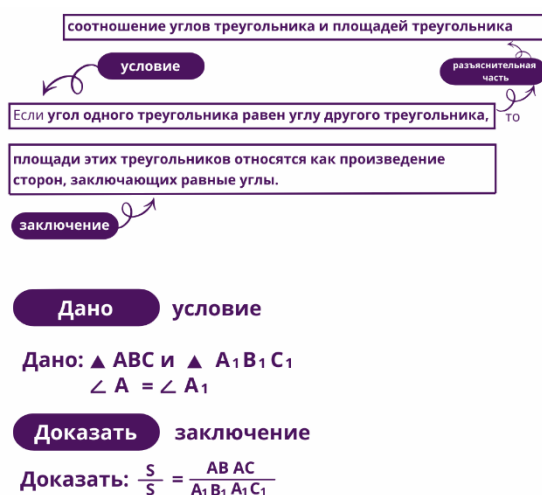 соотношение углов треугольника и площадей треугольника
условие
разъяснительная
часть
Если угол одного треугольника равен углу другого треугольника, то
площади этих треугольников относятся как произведение
сторон, заключающих равные углы.
заключение
Дано условие
Дано: ▲ ABC и ▲ A₁B₁C₁
∠ A = ∠ A₁
Доказать заключение
Доказать: S/S = AB AC/A₁B₁ A₁C₁